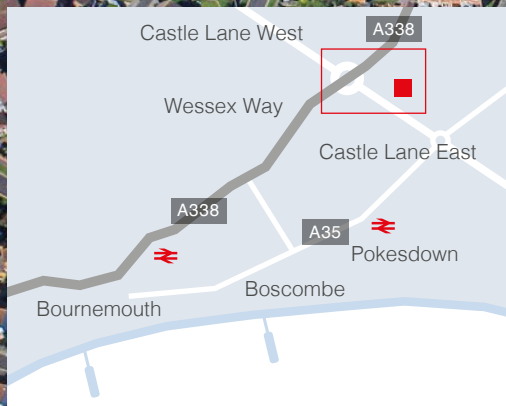 A338
Castle Lane West
Wessex Way
Castle Lane East
A338
A35
Pokesdown
Boscombe
Bournemouth